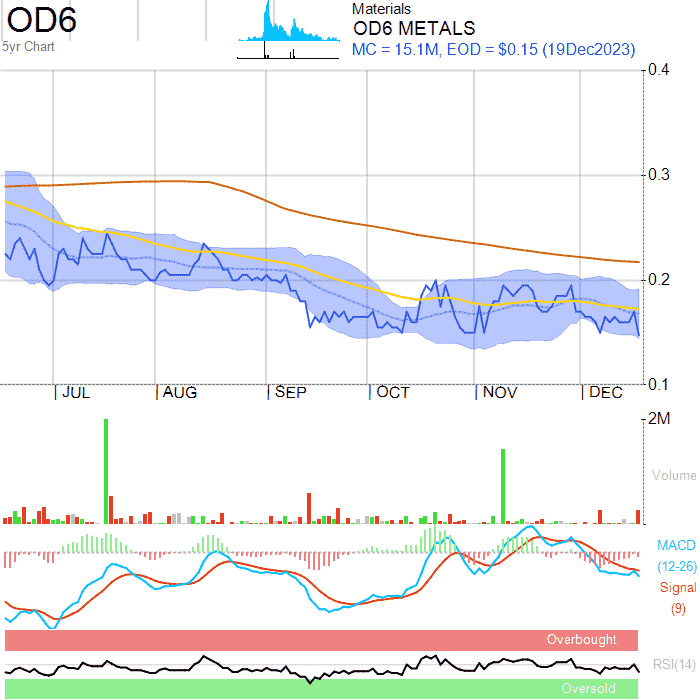 OD6
5yr Chart
Materials
OD6 METALS
MC = 15.1M, EOD = $0.15 (19Dec2023)
0.4
0.3
0.2
0.1
JUL AUG SEP OCT NOV DEC
2M
Volume
MACD
(12-26)
Signal
(9)
Overbought
RSI(14)
Oversold